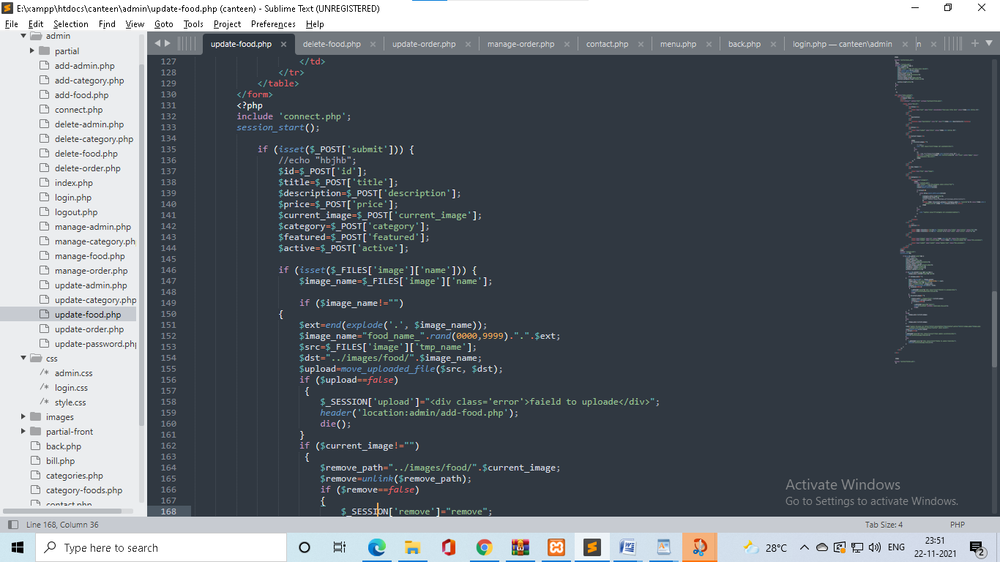 E:\xampp\htdocs\canteen\admin\update-food.php (canteen) - Sublime Text (UNREGISTERED)
File Edit Selection Find View Goto Tools Project Preferences Help
admin
partial
add-admin.php
add-category.php
add-food.php
connect.php
delete-admin.php
delete-category.php
delete-food.php
delete-order.php
index.php
login.php
logout.php
manage-admin.php
manage-category.ph
manage-food.php
manage-order.php
update-admin.php
update-category.php
update-food.php
update-order.php
update-password.php
css
/* admin.css
/* login.css
/* style.css
images
partial-front
back.php
bill.php
categories.php
category-foods.php
contact.php
update-food.php × delete-food.php × update-order.php × manage-order.php × contact.php × menu.php × back.php × login.php — canteen\admin × n ×
127 </td>
128 </tr>
129 </table>
130 </form>
131 <?php
132 include 'connect.php';
133 session_start();
134
135 if (isset($_POST['submit'])) {
136 //echo "hbjhb";
137 $id=$_POST['id'];
138 $title=$_POST['title'];
139 $description=$_POST['description'];
140 $price=$_POST['price'];
141 $current_image=$_POST['current_image'];
142 $category=$_POST['category'];
143 $featured=$_POST['featured'];
144 $active=$_POST['active'];
145
146 if (isset($_FILES['image']['name'])) {
147 $image_name=$_FILES['image']['name'];
148
149 if ($image_name!="")
150 {
151 $ext=end(explode('.', $image_name));
152 $image_name="food_name_".rand(0000,9999).".".$ext;
153 $src=$_FILES['image']['tmp_name'];
154 $dst="../images/food/".$image_name;
155 $upload=move_uploaded_file($src, $dst);
156 if ($upload==false)
157 {
158 $_SESSION['upload']="<div class='error'>faield to uploade</div>";
159 header('location:admin/add-food.php');
160 die();
161 }
162 if ($current_image!="")
163 {
164 $remove_path="../images/food/".$current_image;
165 $remove=unlink($remove_path);
166 if ($remove==false)
167 {
168 $_SESSION['remove']="remove";
Activate Windows
Go to Settings to activate Windows.
Line 168, Column 36 Tab Size: 4 PHP
Type here to search
28°C ENG 23:51 22-11-2021 2